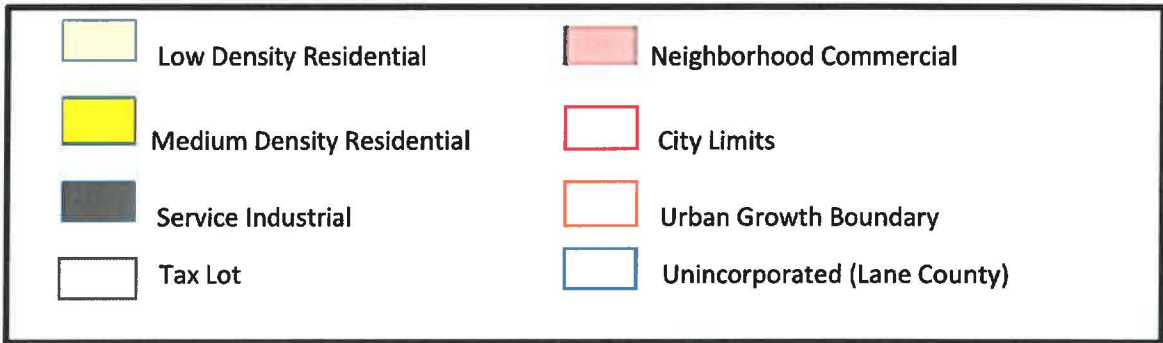 Low Density Residential
Neighborhood Commercial
Medium Density Residential
City Limits
Service Industrial
Urban Growth Boundary
Tax Lot
Unincorporated (Lane County)